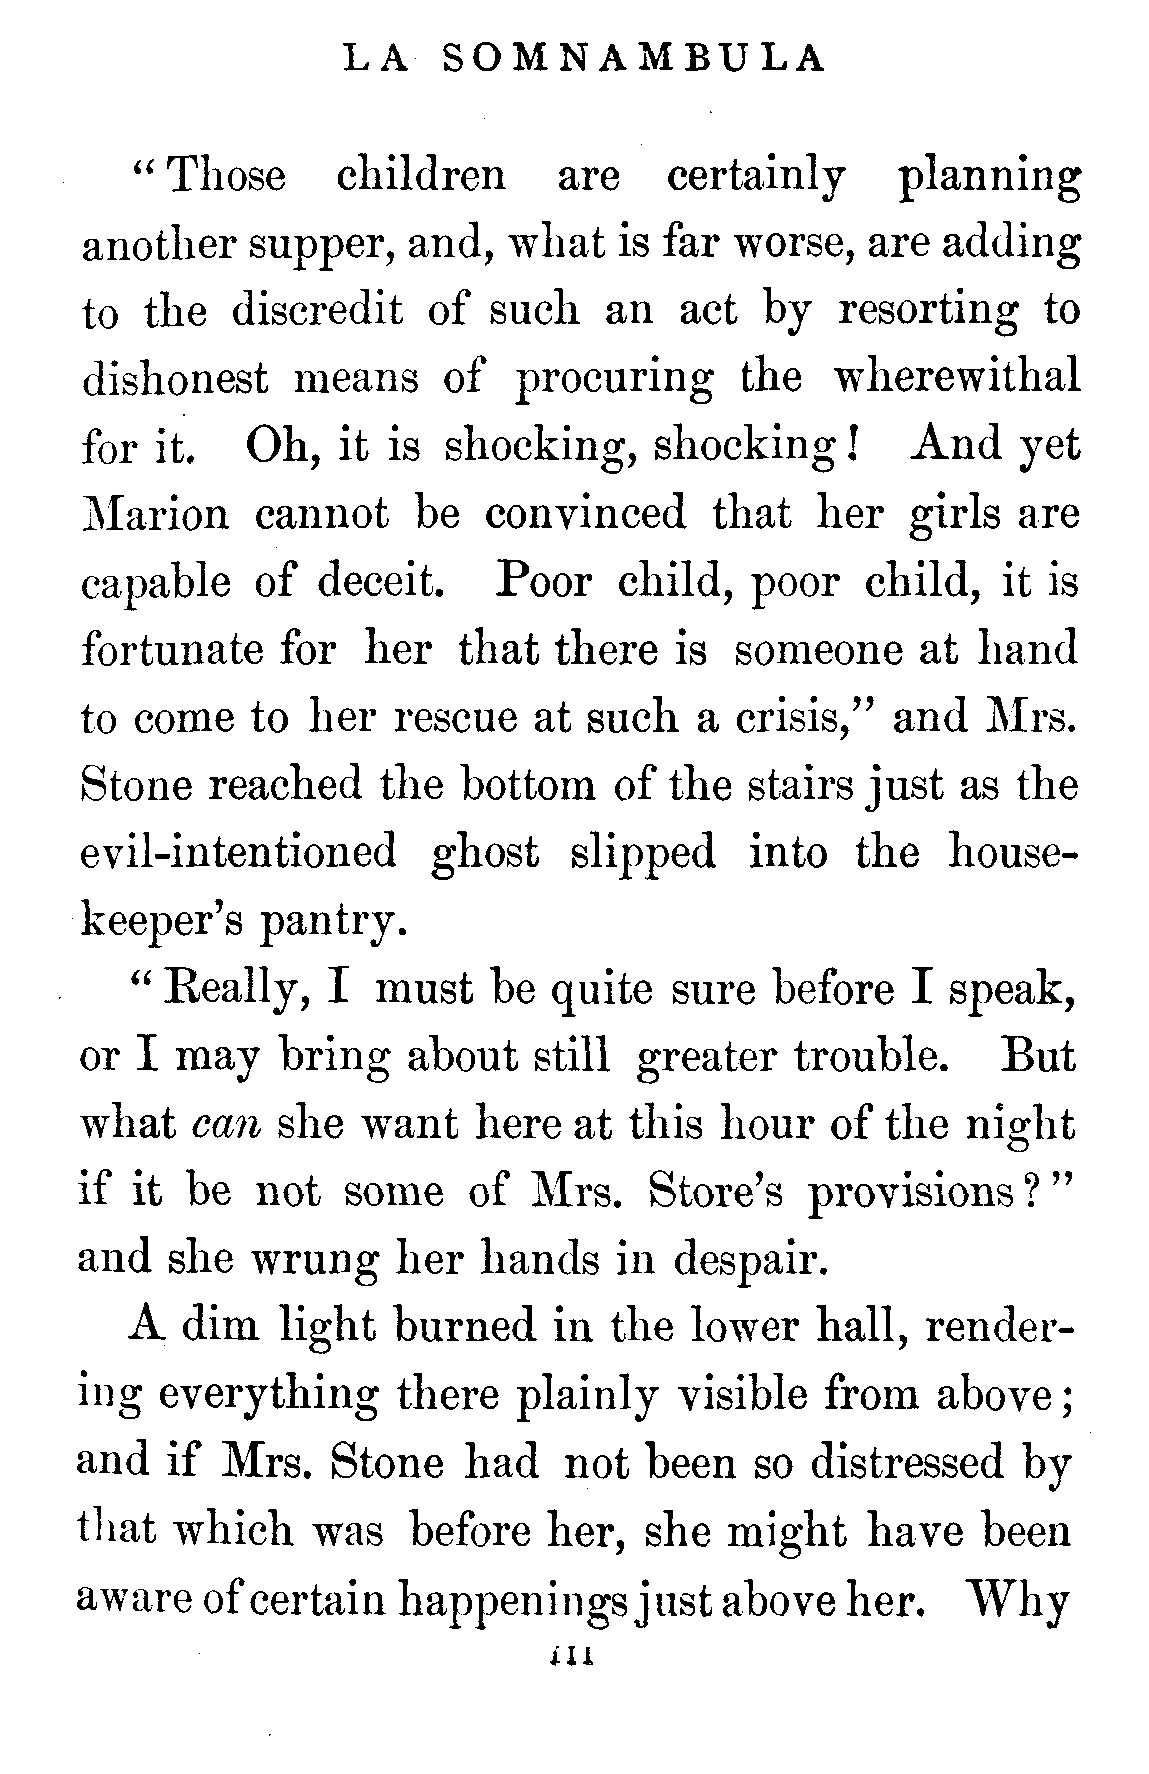 LA SOMNAMBULA
“Those children are certainly planning
another supper, and, what is far worse, are adding
to the discredit of such an act by resorting to
dishonest means of procuring the wherewithal
for it. Oh, it is shocking, shocking! And yet
Marion cannot be convinced that her girls are
capable of deceit. Poor child, poor child, it is
fortunate for her that there is someone at hand
to come to her rescue at such a crisis,” and Mrs.
Stone reached the bottom of the stairs just as the
evil-intentioned ghost slipped into the house-
keeper’s pantry.
“Really, I must be quite sure before I speak,
or I may bring about still greater trouble. But
what can she want here at this hour of the night
if it be not some of Mrs. Store’s provisions?”
and she wrung her hands in despair.
A dim light burned in the lower hall, render-
ing everything there plainly visible from above;
and if Mrs. Stone had not been so distressed by
that which was before her, she might have been
aware of certain happenings just above her. Why
111